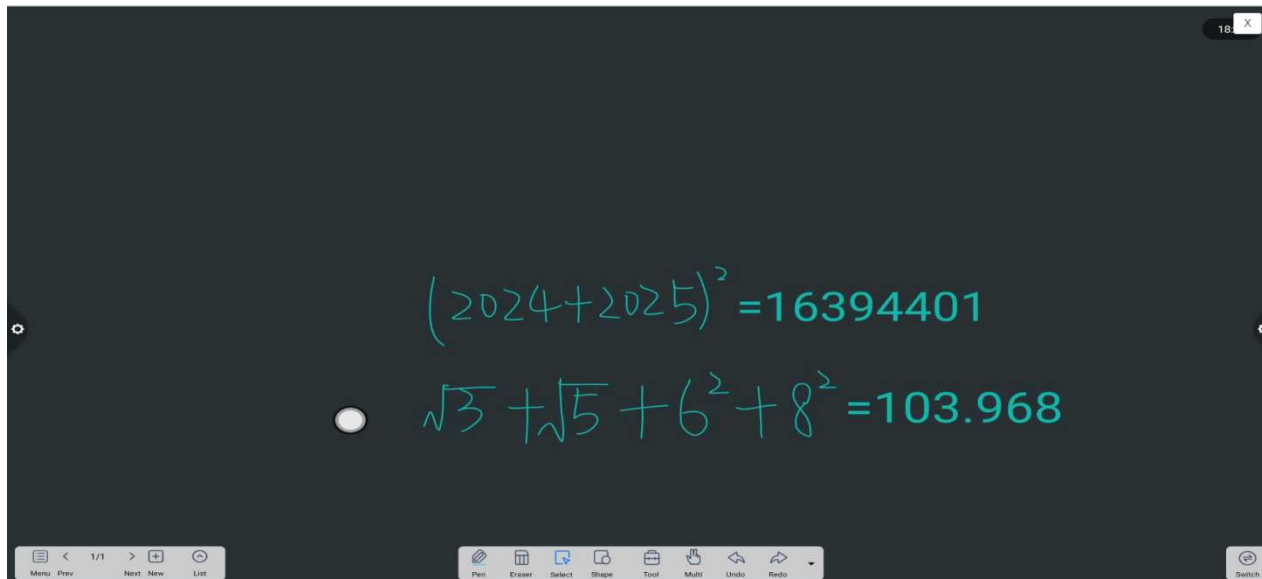 X
18:
(2024+2025)²=16394401
√3+√5+6²+8²=103.968
1/1
Menu Prev Next New List
Pen Eraser Select Shape Tool Multi Undo Redo
Switch